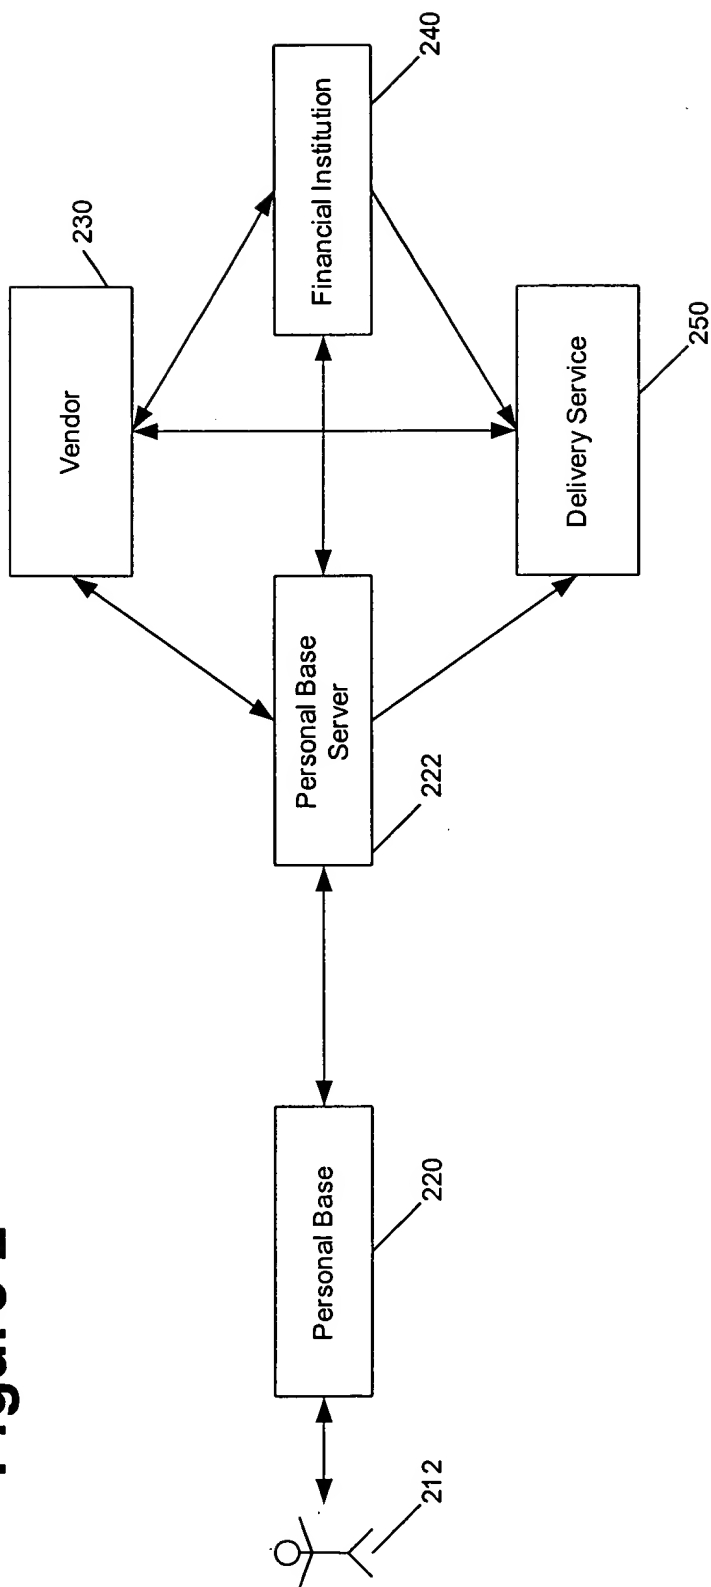 Figure 2
230
Vendor
212
Personal Base
220
Personal Base
Server
222
Financial Institution
240
Delivery Service
250